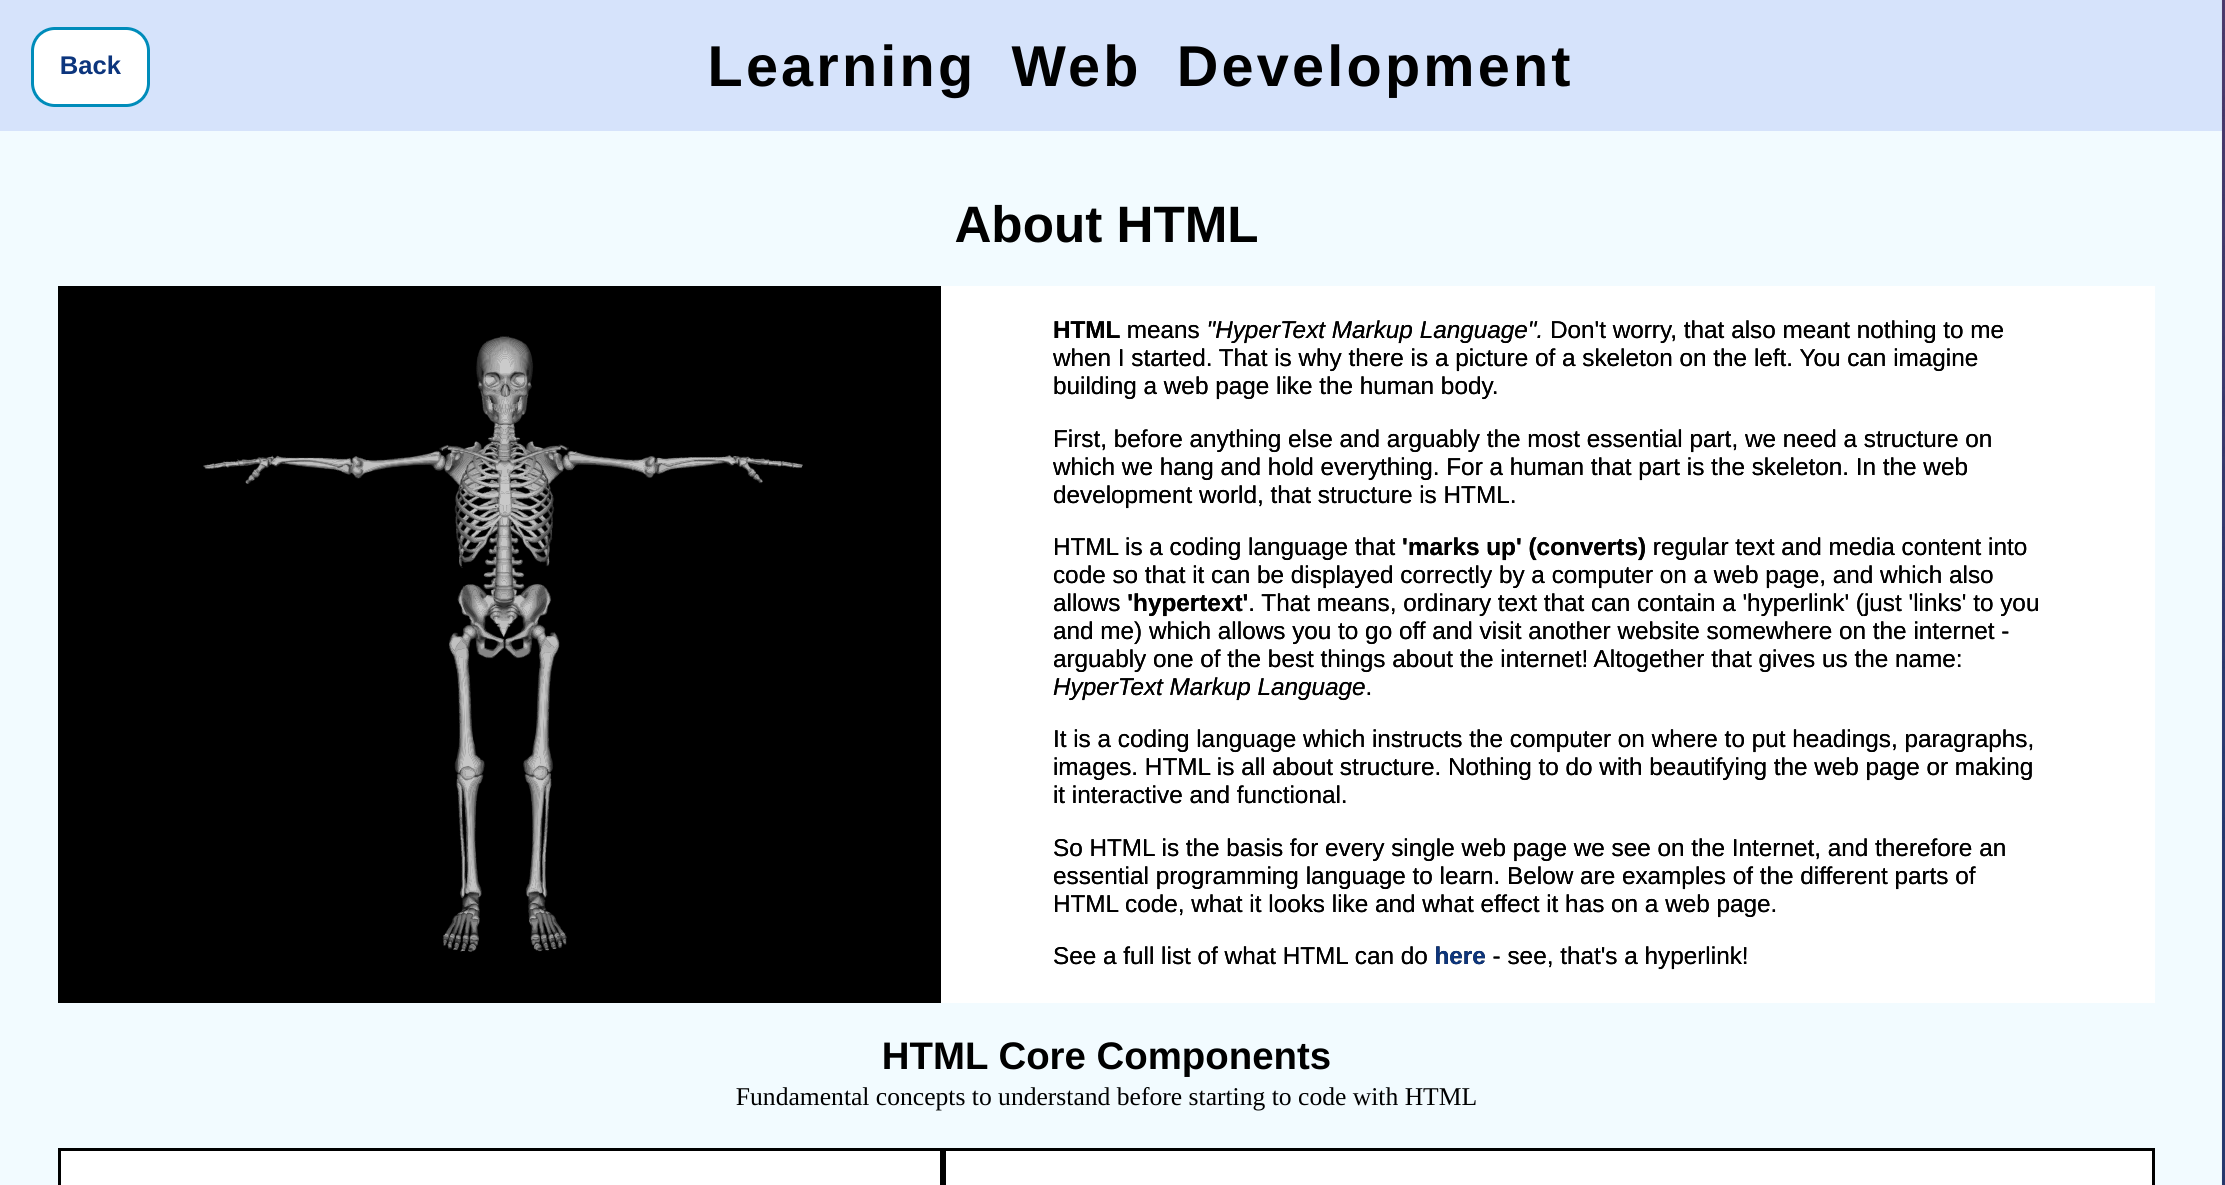 Back
Learning Web Development
About HTML
HTML means "HyperText Markup Language". Don't worry, that also meant nothing to me
when I started. That is why there is a picture of a skeleton on the left. You can imagine
building a web page like the human body.
First, before anything else and arguably the most essential part, we need a structure on
which we hang and hold everything. For a human that part is the skeleton. In the web
development world, that structure is HTML.
HTML is a coding language that 'marks up' (converts) regular text and media content into
code so that it can be displayed correctly by a computer on a web page, and which also
allows 'hypertext'. That means, ordinary text that can contain a 'hyperlink' (just 'links' to you
and me) which allows you to go off and visit another website somewhere on the internet -
arguably one of the best things about the internet! Altogether that gives us the name:
HyperText Markup Language.
It is a coding language which instructs the computer on where to put headings, paragraphs,
images. HTML is all about structure. Nothing to do with beautifying the web page or making
it interactive and functional.
So HTML is the basis for every single web page we see on the Internet, and therefore an
essential programming language to learn. Below are examples of the different parts of
HTML code, what it looks like and what effect it has on a web page.
See a full list of what HTML can do here - see, that's a hyperlink!
HTML Core Components
Fundamental concepts to understand before starting to code with HTML